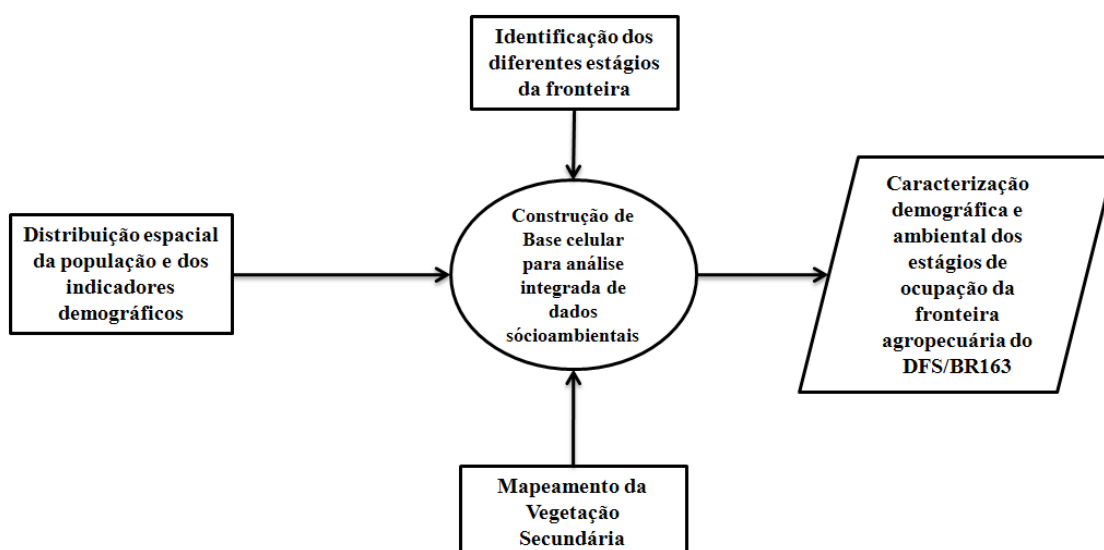 Identificação dos
diferentes estágios
da fronteira
Distribuição espacial
da população e dos
indicadores
demográficos
Construção de
Base celular
para análise
integrada de
dados
sócioambientais
Caracterização
demográfica e
ambiental dos
estágios de
ocupação da
fronteira
agropecuária do
DFS/BR163
Mapeamento da
Vegetação
Secundária